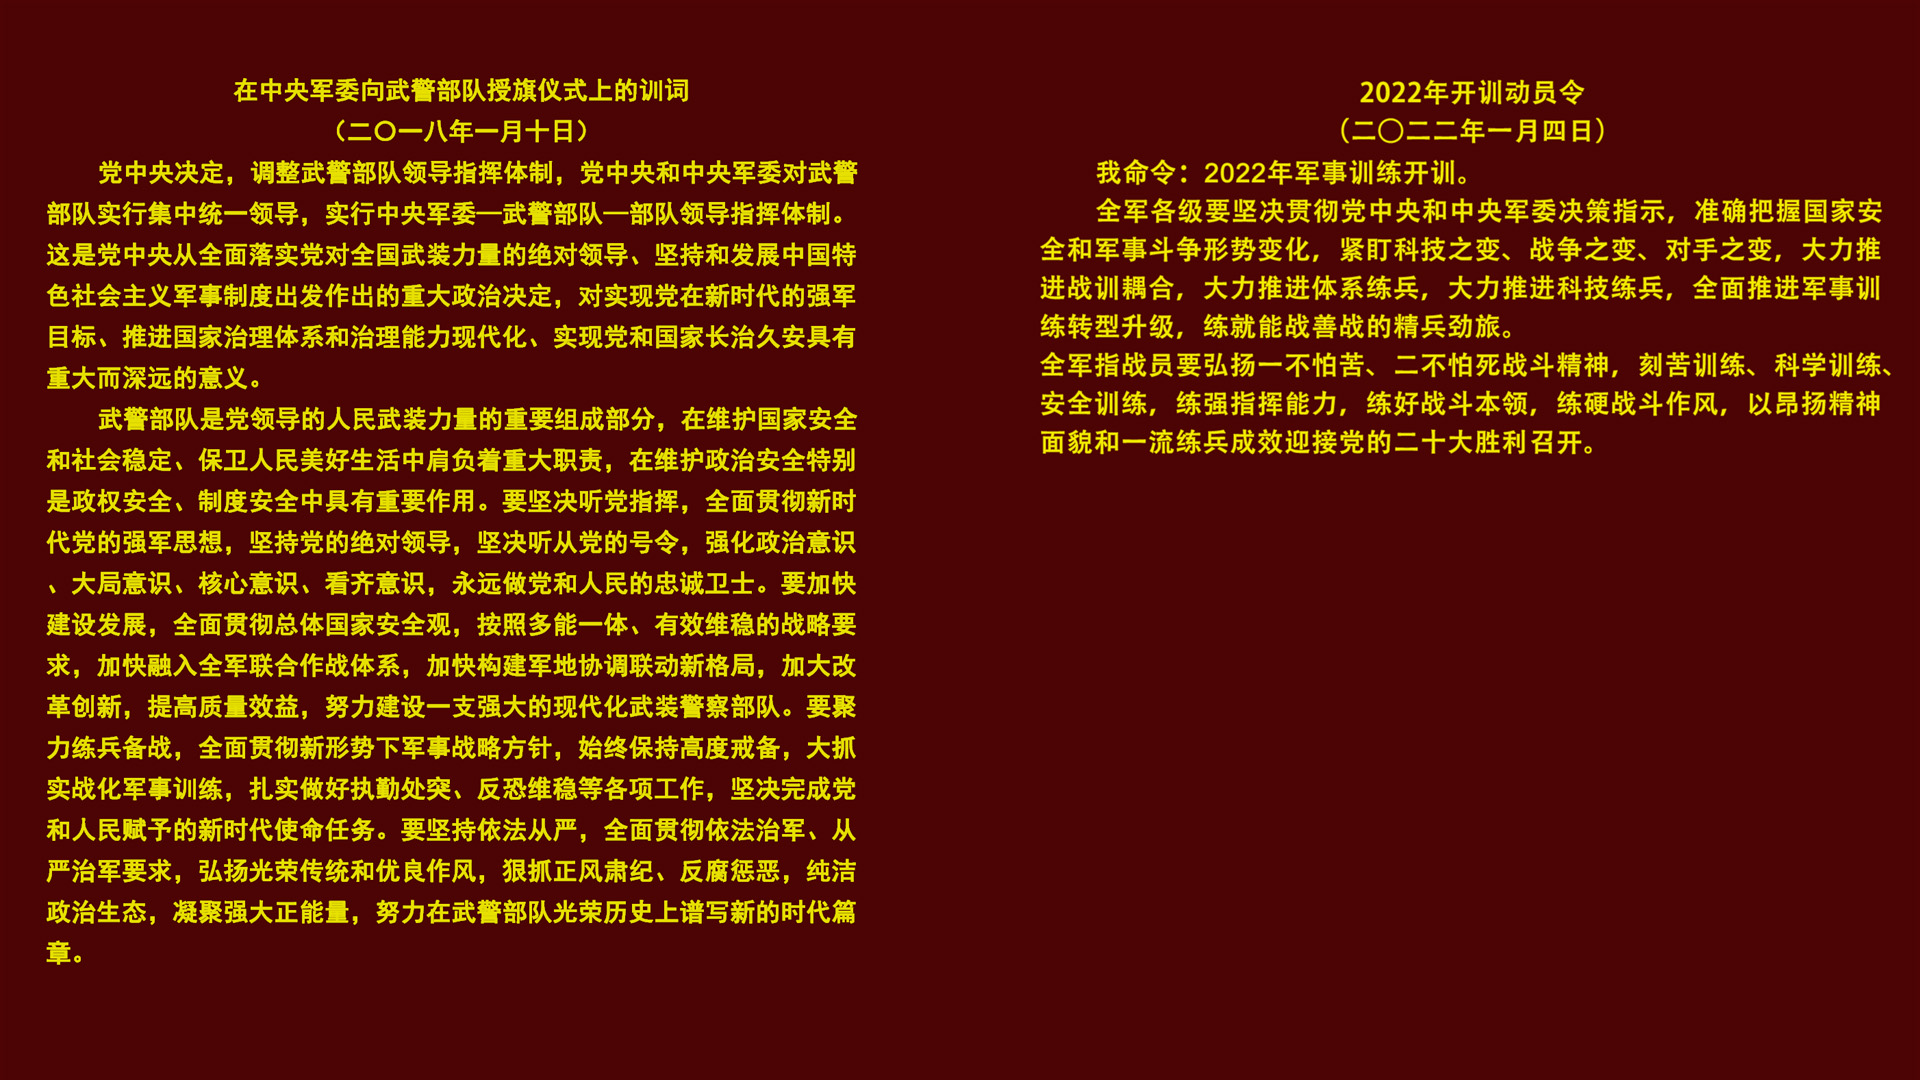 在中央军委向武警部队授旗仪式上的训词
（二〇一八年一月十日）
党中央决定，调整武警部队领导指挥体制，党中央和中央军委对武警
部队实行集中统一领导，实行中央军委—武警部队—部队领导指挥体制。
这是党中央从全面落实党对全国武装力量的绝对领导、坚持和发展中国特
色社会主义军事制度出发作出的重大政治决定，对实现党在新时代的强军
目标、推进国家治理体系和治理能力现代化、实现党和国家长治久安具有
重大而深远的意义。
武警部队是党领导的人民武装力量的重要组成部分，在维护国家安全
和社会稳定、保卫人民美好生活中肩负着重大职责，在维护政治安全特别
是政权安全、制度安全中具有重要作用。要坚决听党指挥，全面贯彻新时
代党的强军思想，坚持党的绝对领导，坚决听从党的号令，强化政治意识
、大局意识、核心意识、看齐意识，永远做党和人民的忠诚卫士。要加快
建设发展，全面贯彻总体国家安全观，按照多能一体、有效维稳的战略要
求，加快融入全军联合作战体系，加快构建军地协调联动新格局，加大改
革创新，提高质量效益，努力建设一支强大的现代化武装警察部队。要聚
力练兵备战，全面贯彻新形势下军事战略方针，始终保持高度戒备，大抓
实战化军事训练，扎实做好执勤处突、反恐维稳等各项工作，坚决完成党
和人民赋予的新时代使命任务。要坚持依法从严，全面贯彻依法治军、从
严治军要求，弘扬光荣传统和优良作风，狠抓正风肃纪、反腐惩恶，纯洁
政治生态，凝聚强大正能量，努力在武警部队光荣历史上谱写新的时代篇
章。
2022年开训动员令
（二〇二二年一月四日）
我命令：2022年军事训练开训。
全军各级要坚决贯彻党中央和中央军委决策指示，准确把握国家安
全和军事斗争形势变化，紧盯科技之变、战争之变、对手之变，大力推
进战训耦合，大力推进体系练兵，大力推进科技练兵，全面推进军事训
练转型升级，练就能战善战的精兵劲旅。
全军指战员要弘扬一不怕苦、二不怕死战斗精神，刻苦训练、科学训练、
安全训练，练强指挥能力，练好战斗本领，练硬战斗作风，以昂扬精神
面貌和一流练兵成效迎接党的二十大胜利召开。